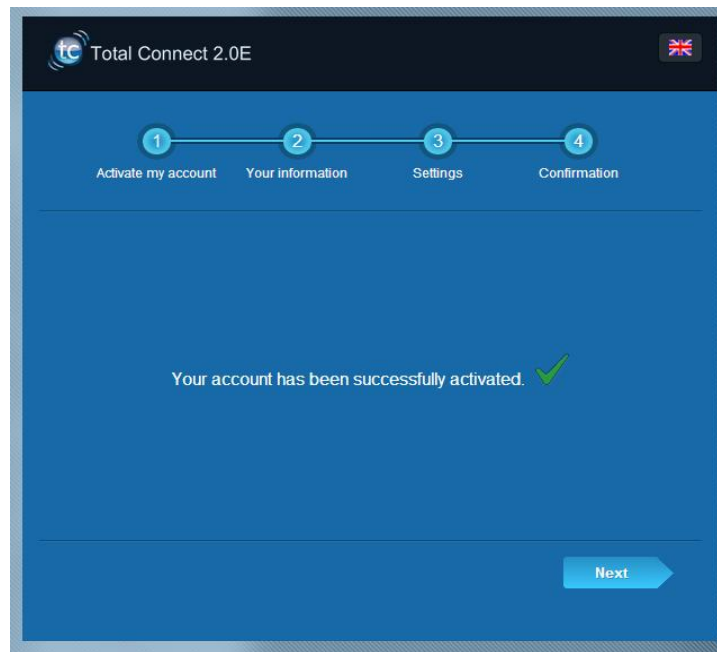 tc Total Connect 2.0E
1 2 3 4
Activate my account Your information Settings Confirmation
Your account has been successfully activated.
Next